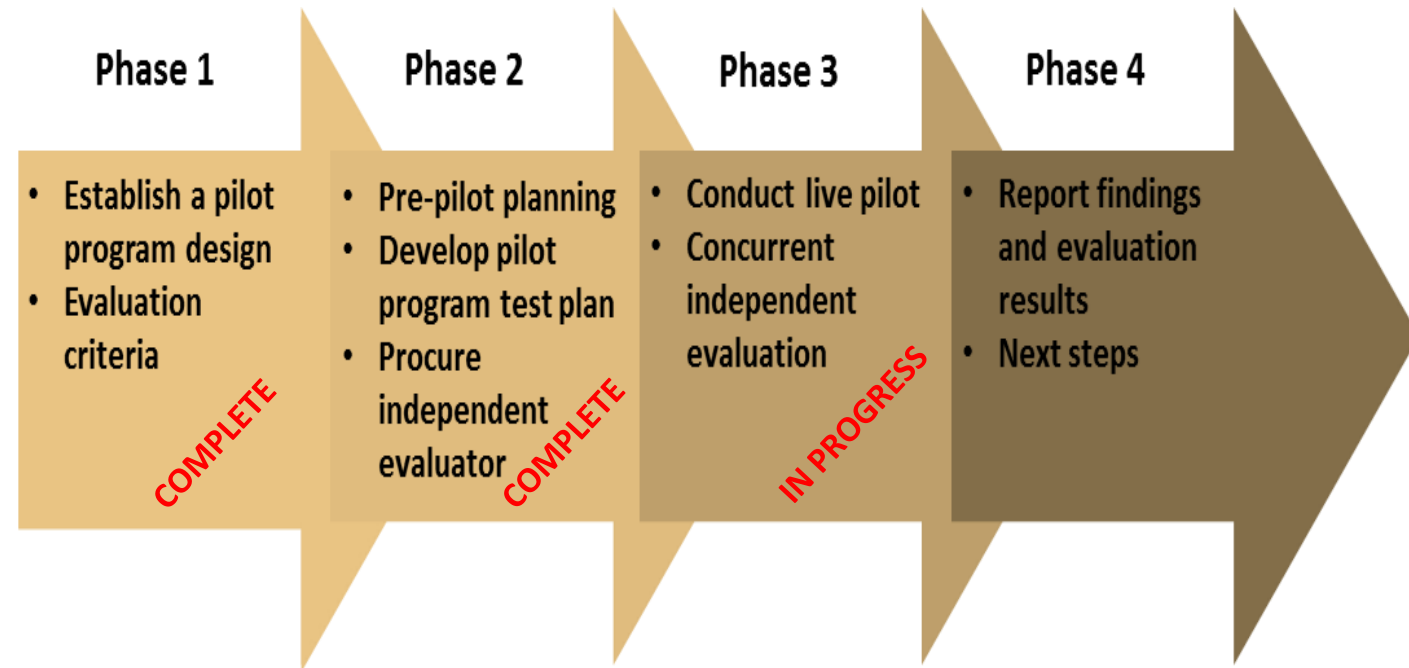 Phase 1
• Establish a pilot
program design
• Evaluation
criteria
COMPLETE
Phase 2
• Pre-pilot planning
• Develop pilot
program test plan
• Procure
independent
evaluator
COMPLETE
Phase 3
• Conduct live pilot
• Concurrent
independent
evaluation
IN PROGRESS
Phase 4
• Report findings
and evaluation
results
• Next steps